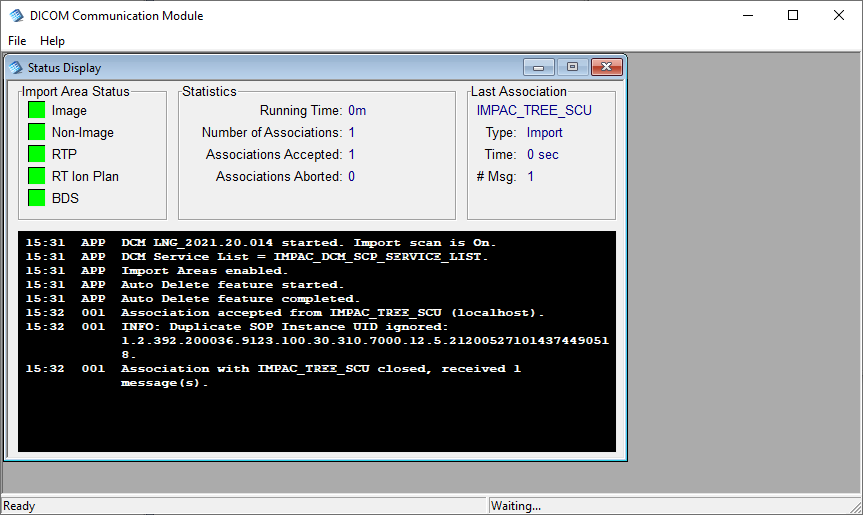 DICOM Communication Module
File Help
Status Display
Import Area Status
Image
Non-Image
RTP
RT Ion Plan
BDS
Statistics
Running Time: 0m
Number of Associations: 1
Associations Accepted: 1
Associations Aborted: 0
Last Association
IMPAC_TREE_SCU
Type: Import
Time: 0 sec
# Msg: 1
15:31 APP DCM LNG_2021.20.014 started. Import scan is On.
15:31 APP DCM Service List = IMPAC_DCM_SCP_SERVICE_LIST.
15:31 APP Import Areas enabled.
15:31 APP Auto Delete feature started.
15:31 APP Auto Delete feature completed.
15:32 001 Association accepted from IMPAC_TREE_SCU (localhost).
15:32 001 INFO: Duplicate SOP Instance UID ignored:
1.2.392.200036.9123.100.30.310.7000.12.5.21200527101437449051
8.
15:32 001 Association with IMPAC_TREE_SCU closed, received 1
message(s).
Ready
Waiting...